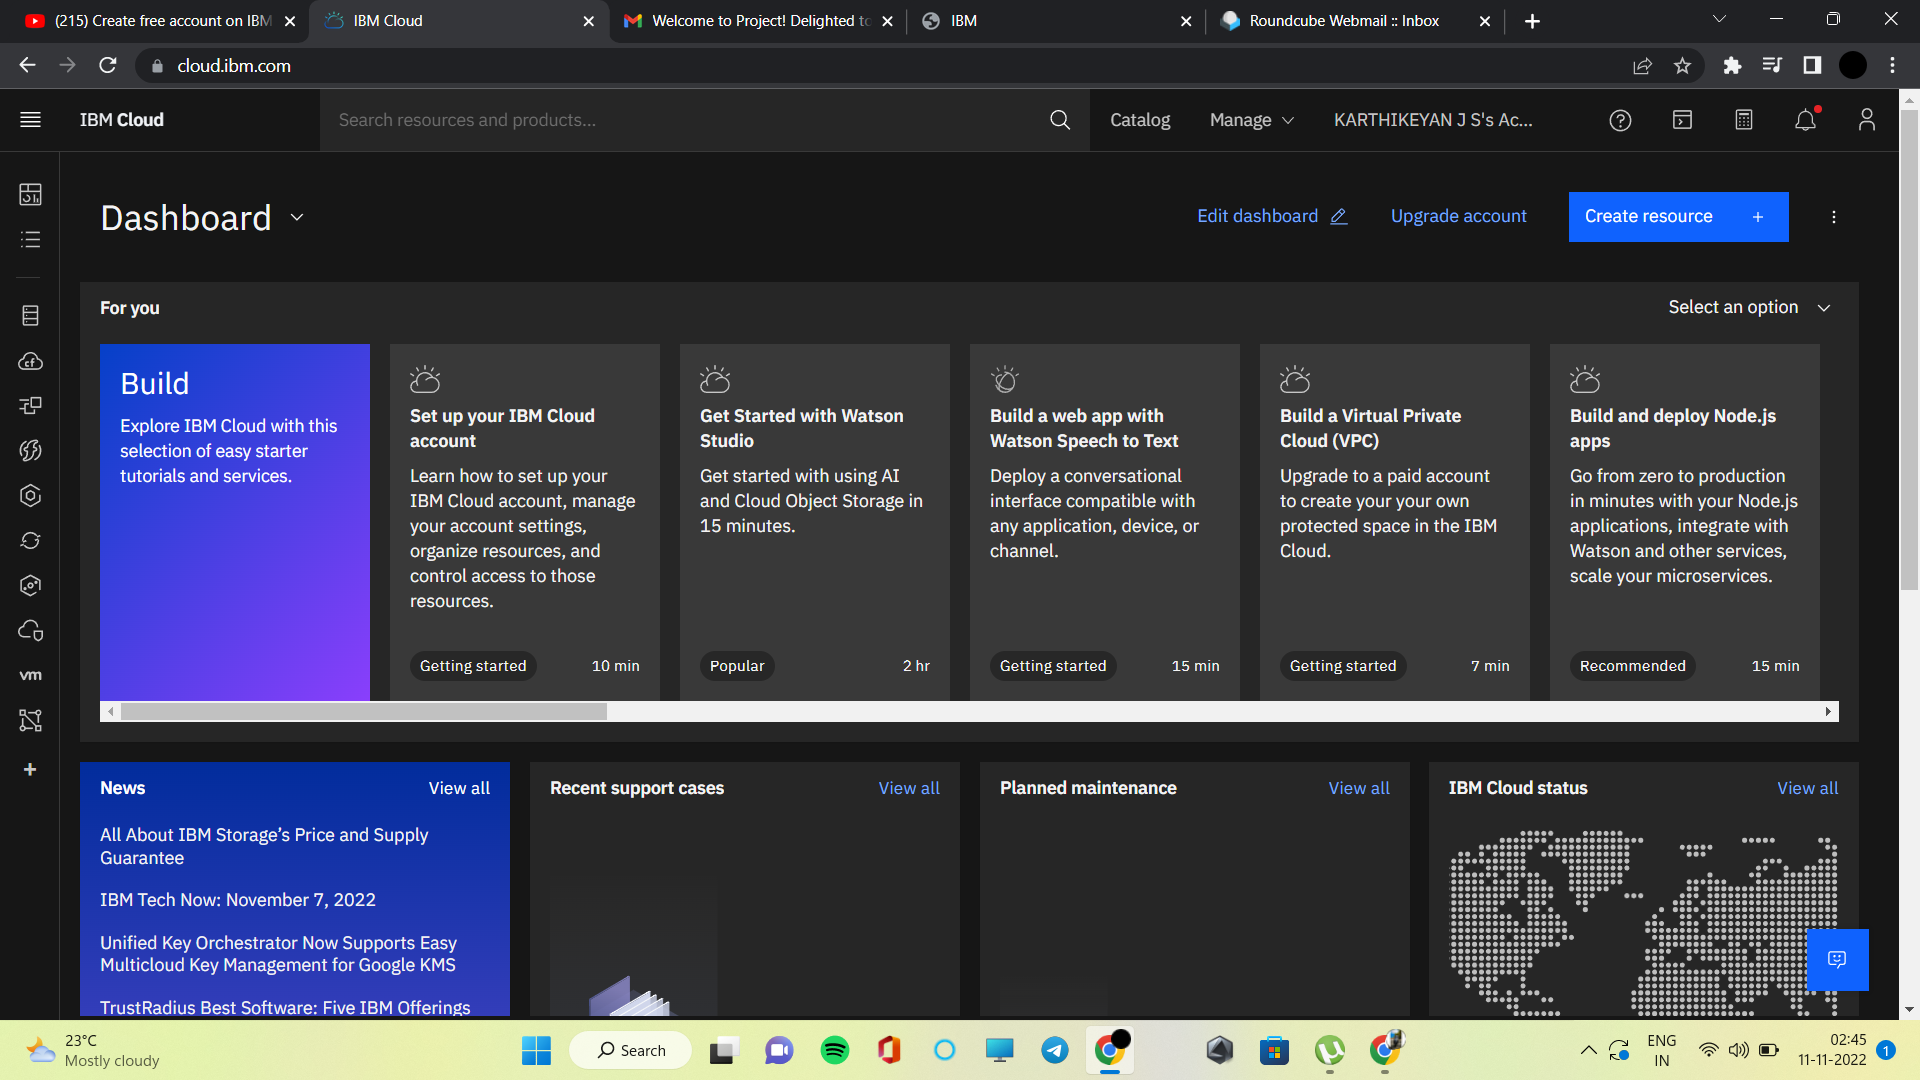 (215) Create free account on IBM
IBM Cloud
Welcome to Project! Delighted to
IBM
Roundcube Webmail :: Inbox
cloud.ibm.com
IBM Cloud
Search resources and products...
Catalog
Manage
KARTHIKEYAN J S's Ac...
Dashboard
Edit dashboard
Upgrade account
Create resource +
For you
Select an option
Build
Explore IBM Cloud with this
selection of easy starter
tutorials and services.
Set up your IBM Cloud
account
Learn how to set up your
IBM Cloud account, manage
your account settings,
organize resources, and
control access to those
resources.
Getting started
10 min
Get Started with Watson
Studio
Get started with using AI
and Cloud Object Storage in
15 minutes.
Popular
2 hr
Build a web app with
Watson Speech to Text
Deploy a conversational
interface compatible with
any application, device, or
channel.
Getting started
15 min
Build a Virtual Private
Cloud (VPC)
Upgrade to a paid account
to create your your own
protected space in the IBM
Cloud.
Getting started
7 min
Build and deploy Node.js
apps
Go from zero to production
in minutes with your Node.js
applications, integrate with
Watson and other services,
scale your microservices.
Recommended
15 min
vm
News
View all
All About IBM Storage's Price and Supply
Guarantee
IBM Tech Now: November 7, 2022
Unified Key Orchestrator Now Supports Easy
Multicloud Key Management for Google KMS
TrustRadius Best Software: Five IBM Offerings
Recent support cases
View all
Planned maintenance
View all
IBM Cloud status
View all
23°C
Mostly cloudy
Search
ENG
IN
02:45
11-11-2022
1